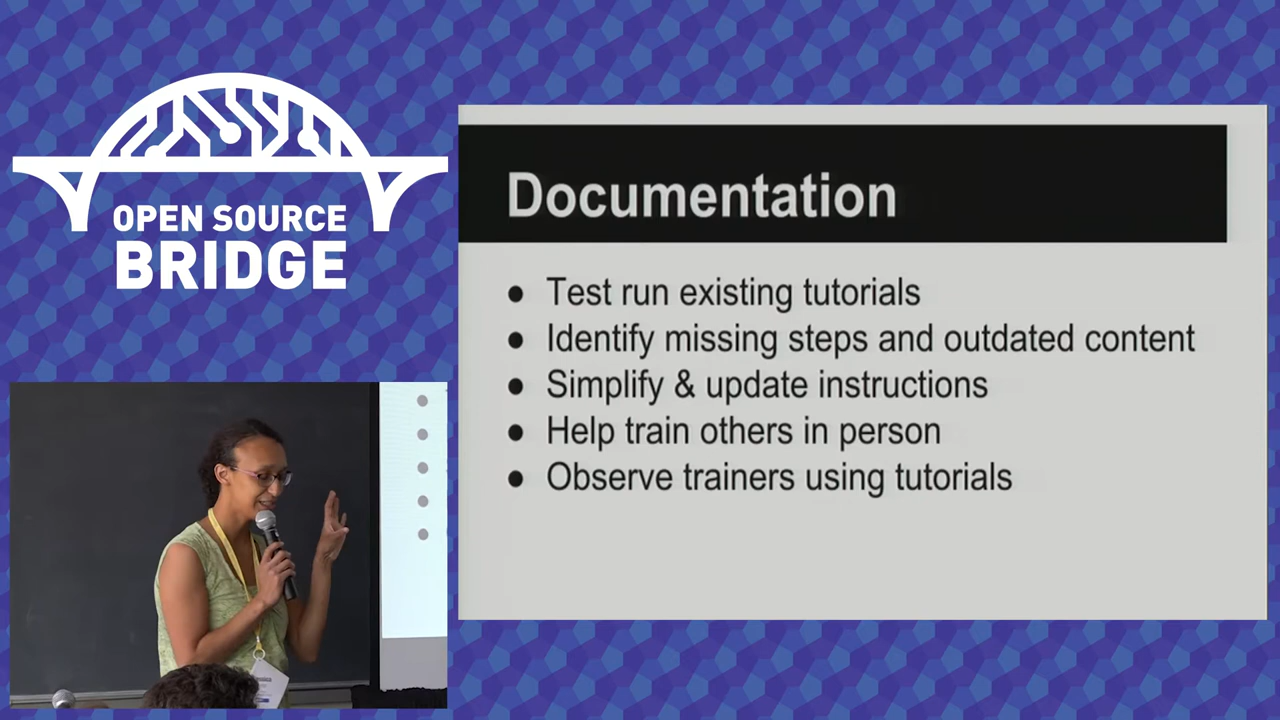 OPEN SOURCE
BRIDGE
Documentation
● Test run existing tutorials
● Identify missing steps and outdated content
● Simplify & update instructions
● Help train others in person
● Observe trainers using tutorials